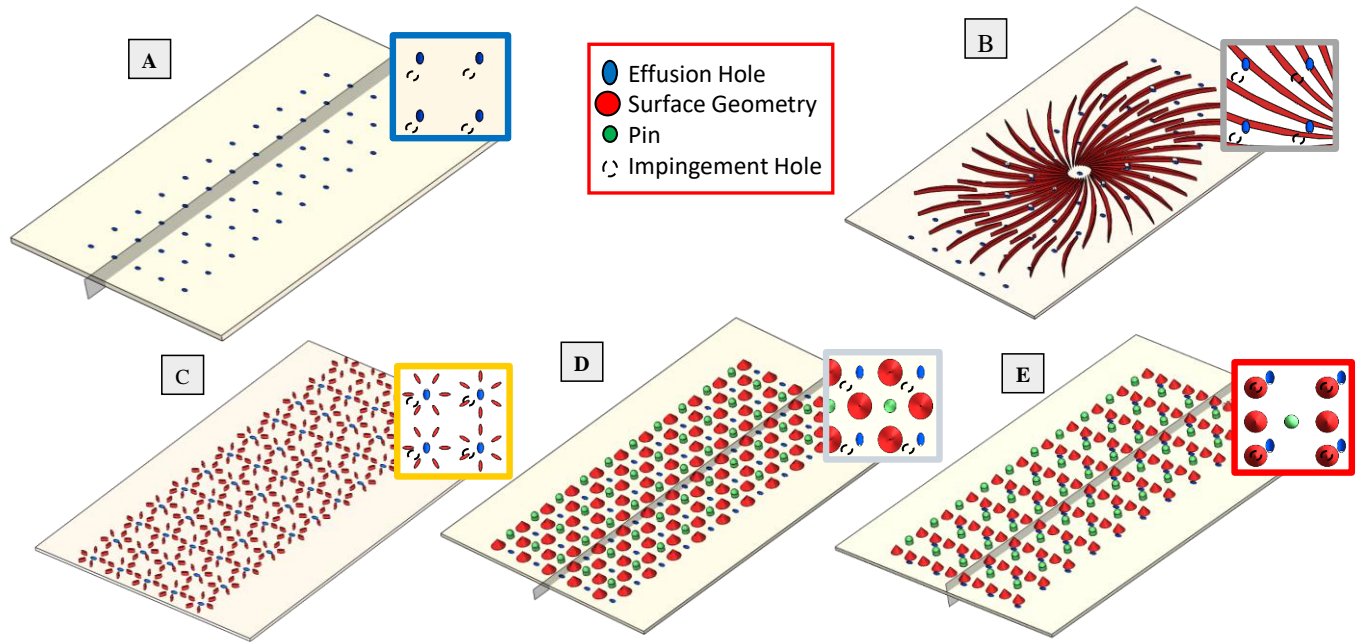 A
B
Effusion Hole
Surface Geometry
Pin
Impingement Hole
C
D
E